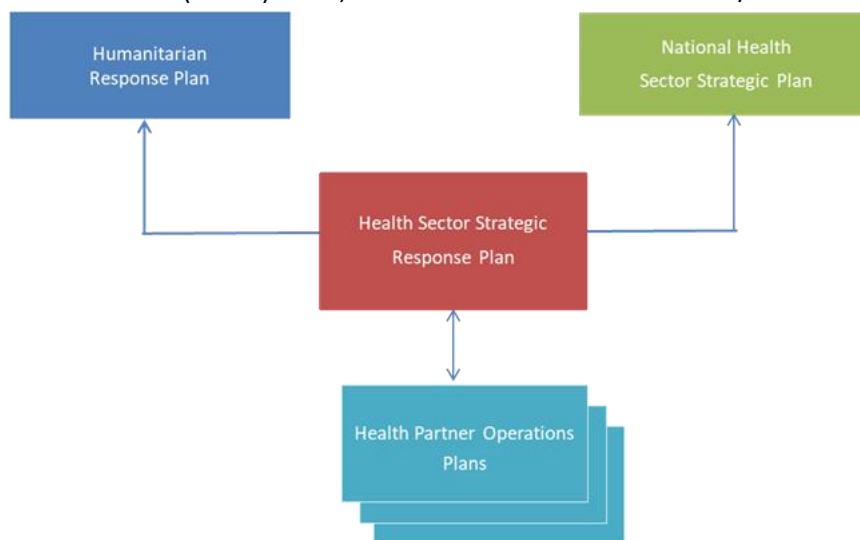 Humanitarian
Response Plan
National Health
Sector Strategic Plan
Health Sector Strategic
Response Plan
Health Partner Operations
Plans